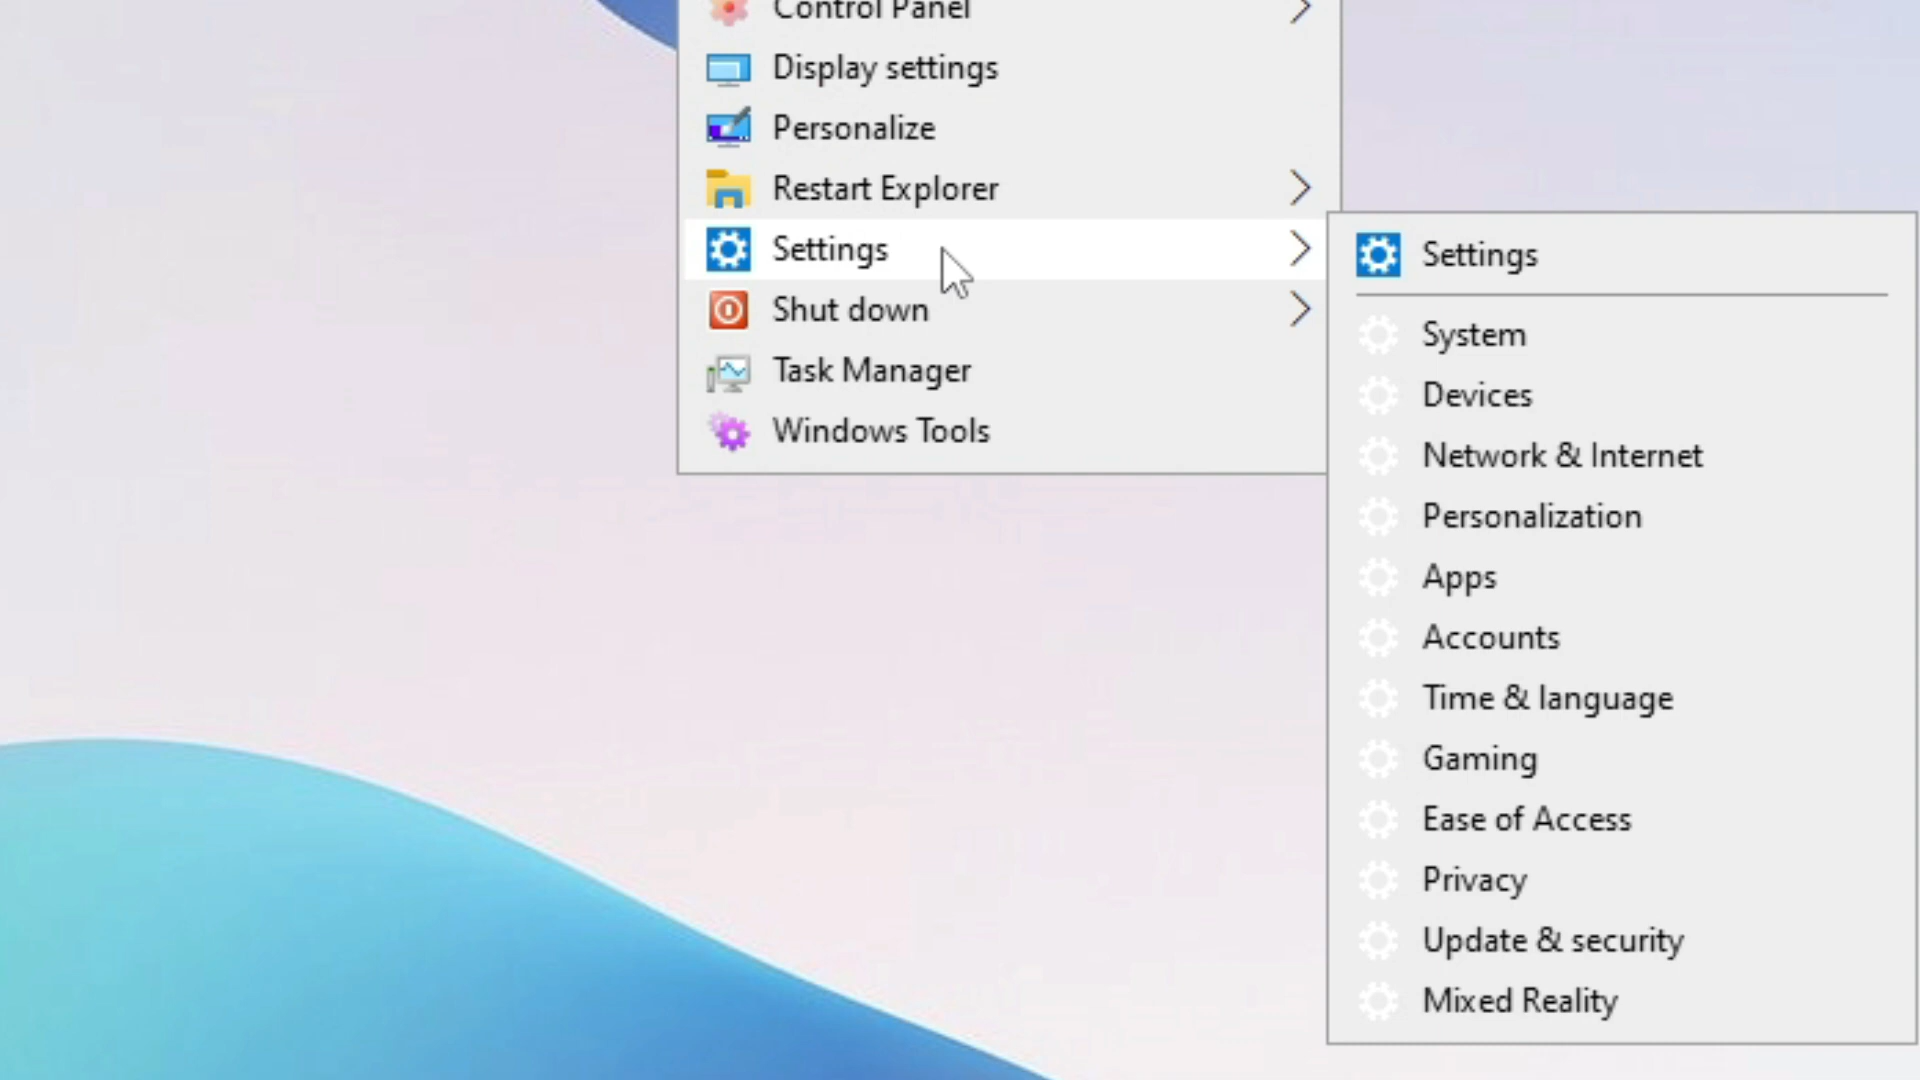 Control Panel
Display settings
Personalize
Restart Explorer
Settings
Shut down
Task Manager
Windows Tools
Settings
System
Devices
Network & Internet
Personalization
Apps
Accounts
Time & language
Gaming
Ease of Access
Privacy
Update & security
Mixed Reality